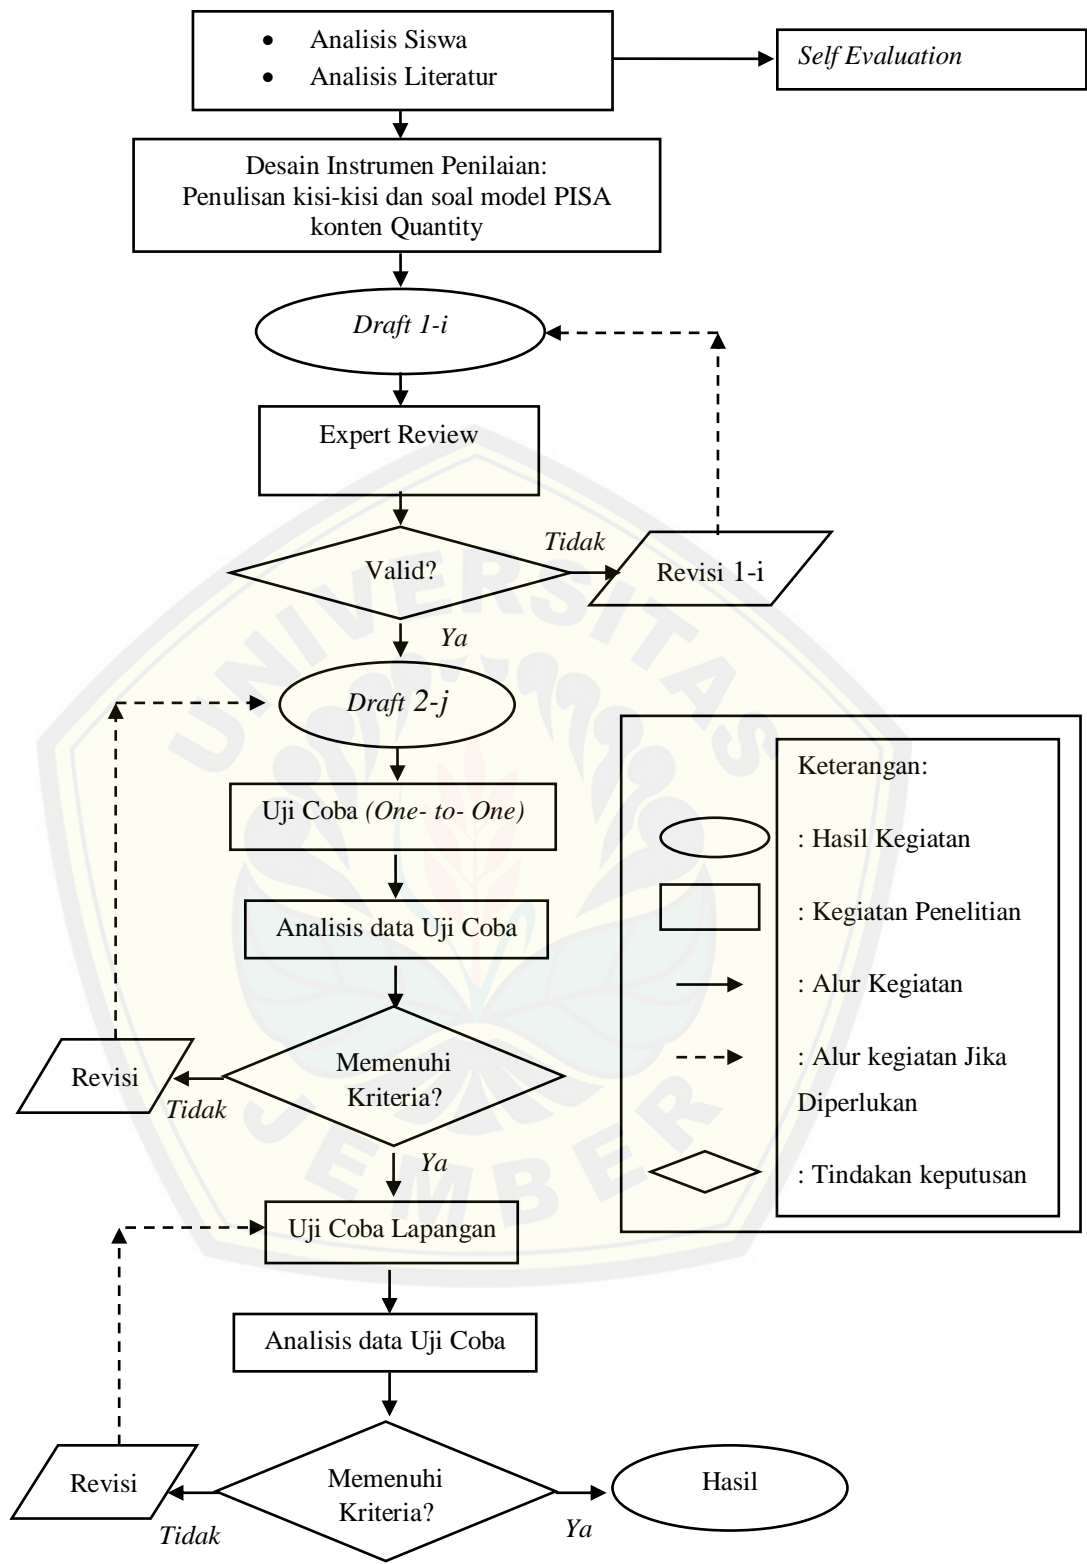 • Analisis Siswa
• Analisis Literatur
Self Evaluation
Desain Instrumen Penilaian:
Penulisan kisi-kisi dan soal model PISA
konten Quantity
Draft 1-i
Expert Review
Valid?
Tidak
Revisi 1-i
Ya
Draft 2-j
Uji Coba (One- to- One)
Analisis data Uji Coba
Memenuhi
Kriteria?
Tidak
Revisi
Ya
Uji Coba Lapangan
Analisis data Uji Coba
Memenuhi
Kriteria?
Tidak
Revisi
Ya
Hasil
Keterangan:
: Hasil Kegiatan
: Kegiatan Penelitian
: Alur Kegiatan
: Alur kegiatan Jika
Diperlukan
: Tindakan keputusan
UNIVERSITAS
JEMBER